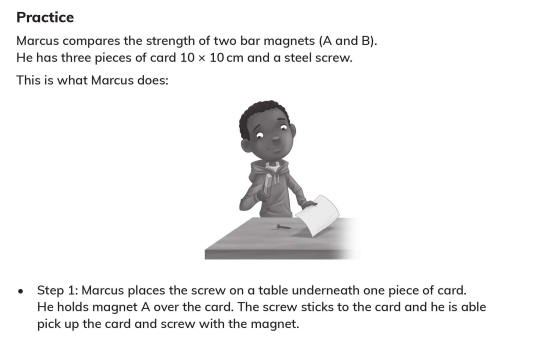 Practice
Marcus compares the strength of two bar magnets (A and B).
He has three pieces of card 10 × 10 cm and a steel screw.
This is what Marcus does:
• Step 1: Marcus places the screw on a table underneath one piece of card.
He holds magnet A over the card. The screw sticks to the card and he is able
pick up the card and screw with the magnet.